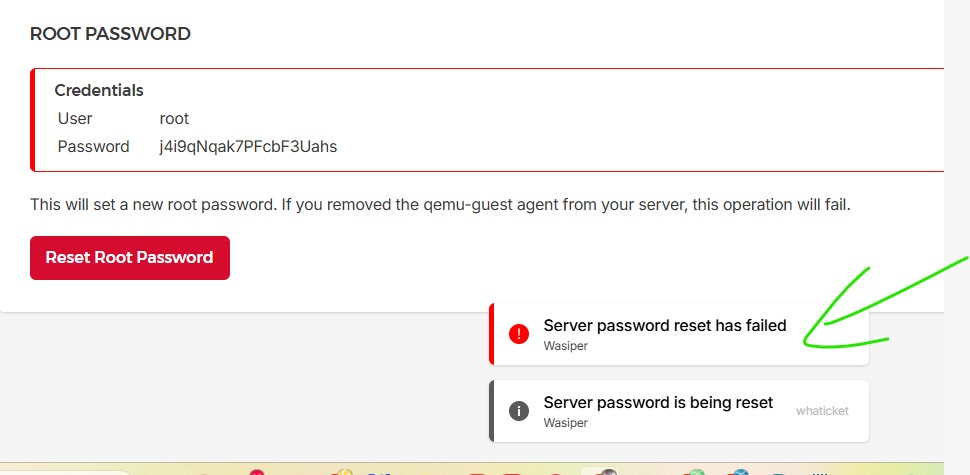 ROOT PASSWORD
Credentials
User root
Password j4i9qNqak7PFcbF3Uahs
This will set a new root password. If you removed the qemu-guest agent from your server, this operation will fail.
Reset Root Password
Server password reset has failed
Wasiper
Server password is being reset
whaticket
Wasiper